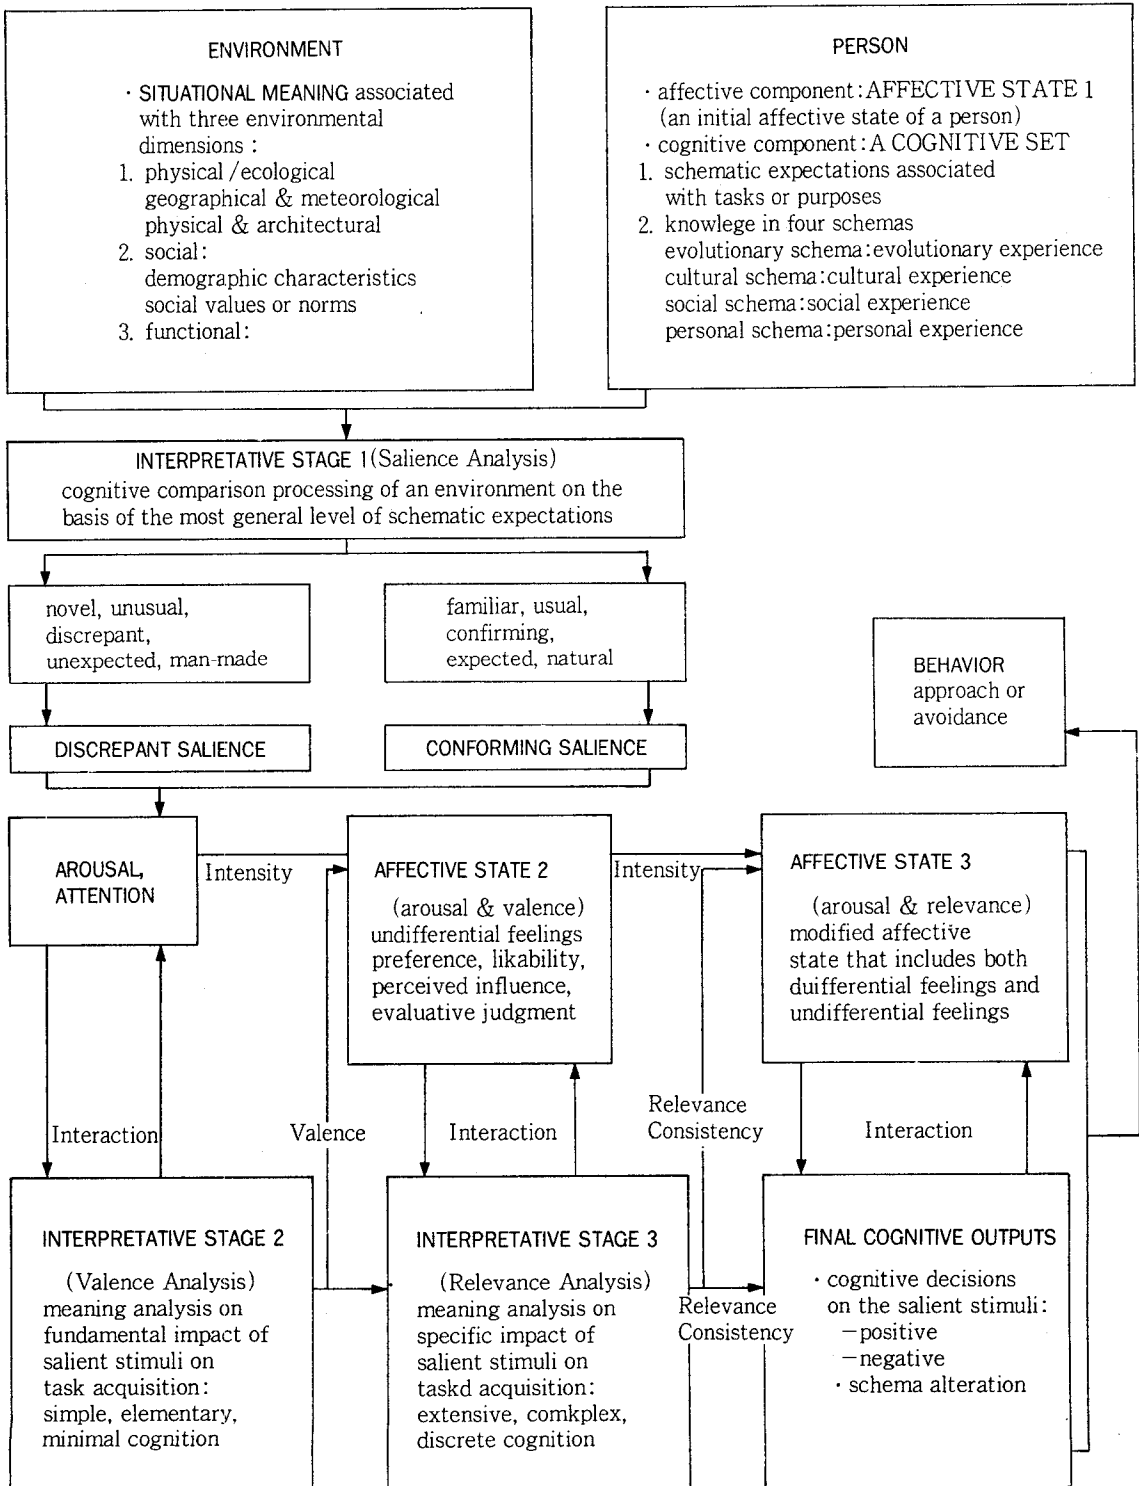 ENVIRONMENT
· SITUATIONAL MEANING associated
with three environmental
dimensions :
1. physical /ecological
geographical & meteorological
physical & architectural
2. social:
demographic characteristics
social values or norms
3. functional:
PERSON
· affective component: AFFECTIVE STATE 1
(an initial affective state of a person)
· cognitive component: A COGNITIVE SET
1. schematic expectations associated
with tasks or purposes
2. knowlege in four schemas
evolutionary schema: evolutionary experience
cultural schema: cultural experience
social schema: social experience
personal schema: personal experience
INTERPRETATIVE STAGE 1 (Salience Analysis)
cognitive comparison processing of an environment on the
basis of the most general level of schematic expectations
novel, unusual,
discrepant,
unexpected, man-made
familiar, usual,
confirming,
expected, natural
BEHAVIOR
approach or
avoidance
DISCREPANT SALIENCE
CONFORMING SALIENCE
AROUSAL,
ATTENTION
Intensity
AFFECTIVE STATE 2
(arousal & valence)
undifferential feelings
preference, likability,
perceived influence,
evaluative judgment
Intensity
AFFECTIVE STATE 3
(arousal & relevance)
modified affective
state that includes both
duifferential feelings and
undifferential feelings
Interaction
Valence
Interaction
Relevance
Consistency
Interaction
INTERPRETATIVE STAGE 2
(Valence Analysis)
meaning analysis on
fundamental impact of
salient stimuli on
task acquisition:
simple, elementary,
minimal cognition
INTERPRETATIVE STAGE 3
(Relevance Analysis)
meaning analysis on
specific impact of
salient stimuli on
taskd acquisition:
extensive, comkplex,
discrete cognition
Relevance
Consistency
FINAL COGNITIVE OUTPUTS
· cognitive decisions
on the salient stimuli:
—positive
—negative
· schema alteration